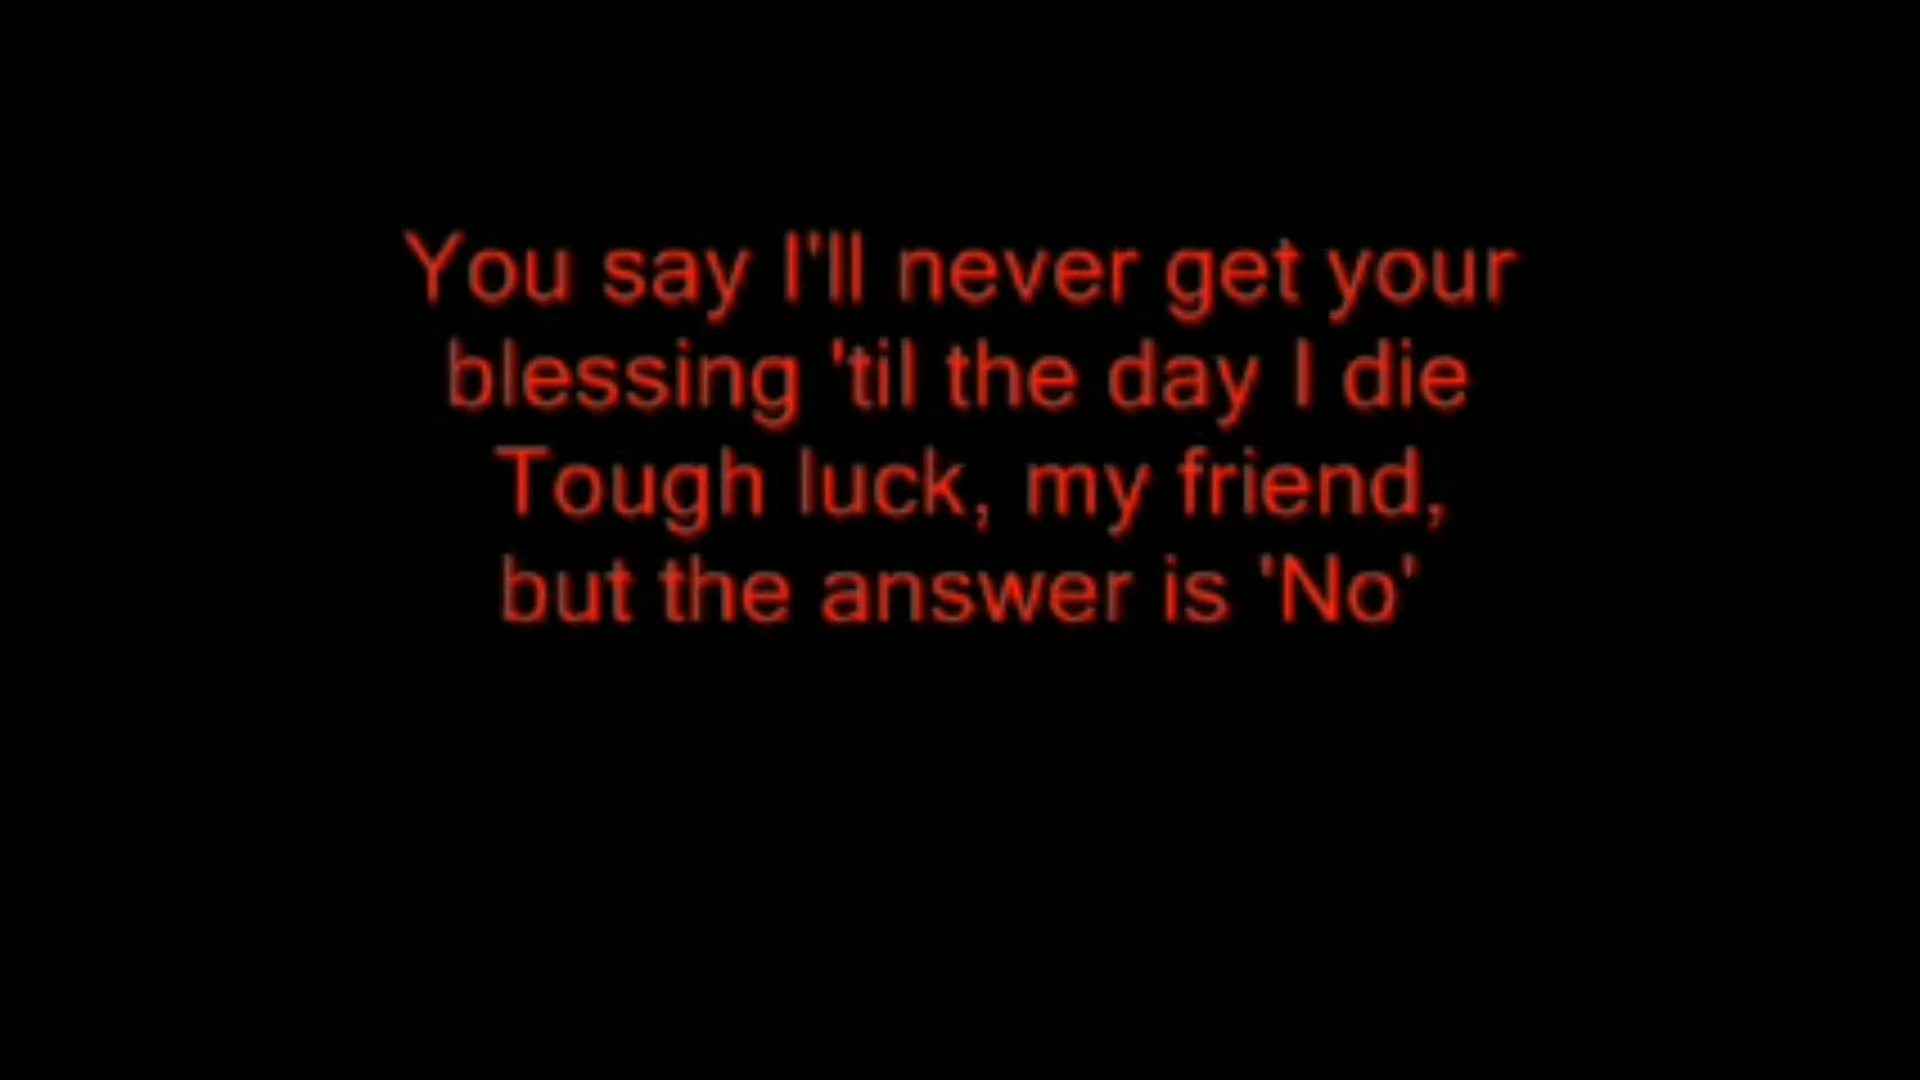 You say I'll never get your
blessing 'til the day I die
Tough luck, my friend,
but the answer is 'No'